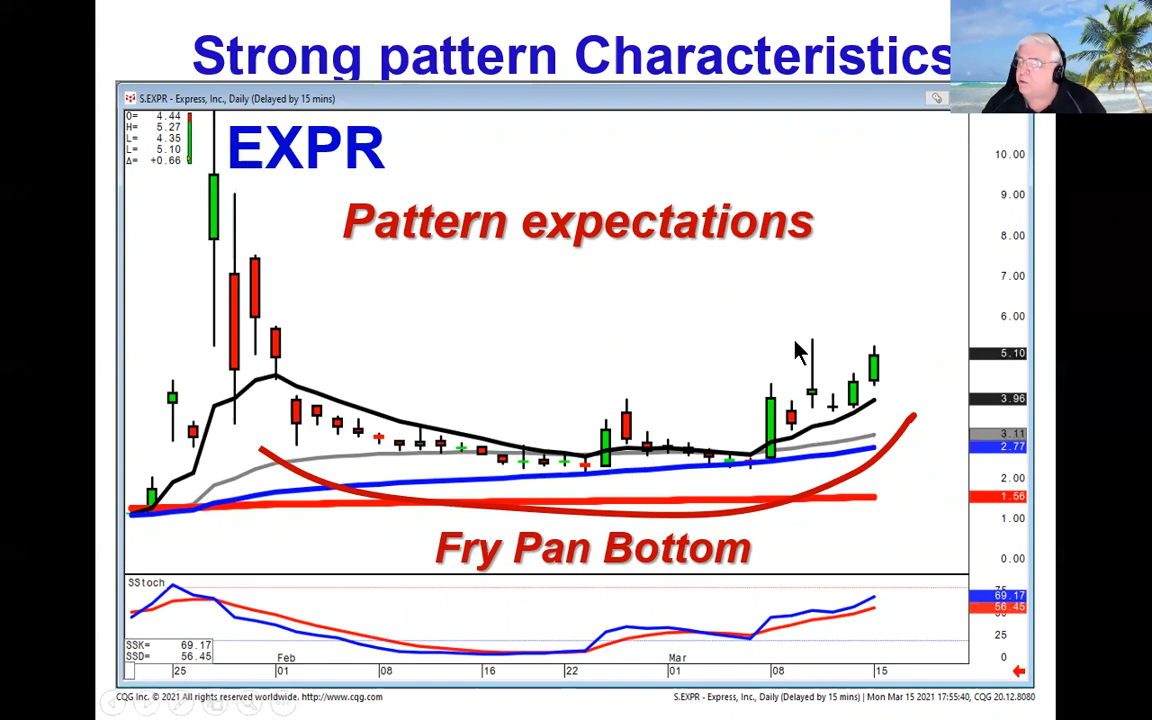 Strong pattern Characteristics
S.EXPR - Express, Inc., Daily (Delayed by 15 mins)
O= 4.44
H= 5.27
L= 4.35
L= 5.10
Δ= +0.66
EXPR
Pattern expectations
10.00
9.00
8.00
7.00
6.00
5.10
3.96
3.11
2.77
2.00
1.56
1.00
0.00
Fry Pan Bottom
SStoch
75
69.17
56.45
25
0
SSK= 69.17
SSD= 56.45
25 Feb 01 08 16 22 Mar 01 08 15
CQG Inc. © 2021 All rights reserved worldwide. http://www.cqg.com
S.EXPR - Express, Inc., Daily (Delayed by 15 mins) | Mon Mar 15 2021 17:55:40, CQG 20.12.8080